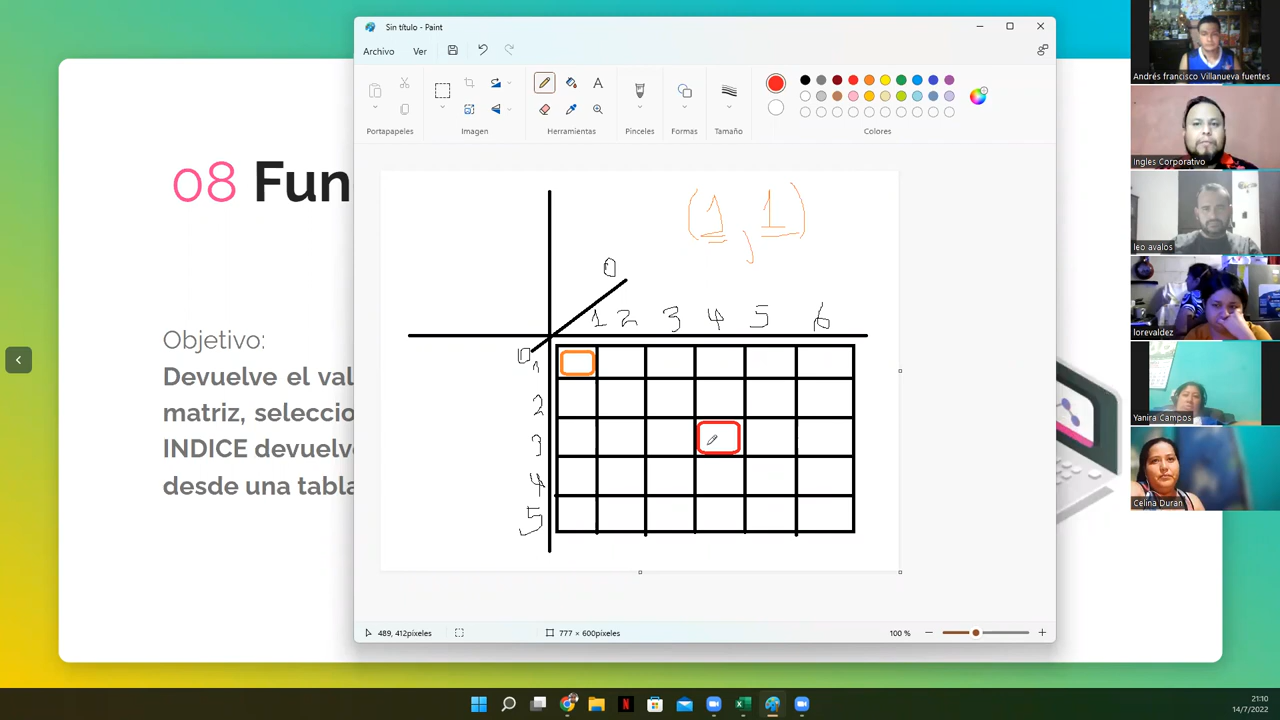 Sin título - Paint
Archivo
Ver
Portapapeles
Imagen
Herramientas
Pinceles
Formas
Tamaño
Colores
08 Fun
Objetivo:
Devuelve el val
matriz, seleccio
INDICE devuelve
desde una tabla
(1, 1)
0
1 2 3 4 5 6
0
1
2
3
4
5
489, 412píxeles
777 × 600píxeles
100 %
Andrés francisco Villanueva fuentes
Ingles Corporativo
leo avalos
lorevaldez
Yanira Campos
Celina Duran
21:10
14/7/2022